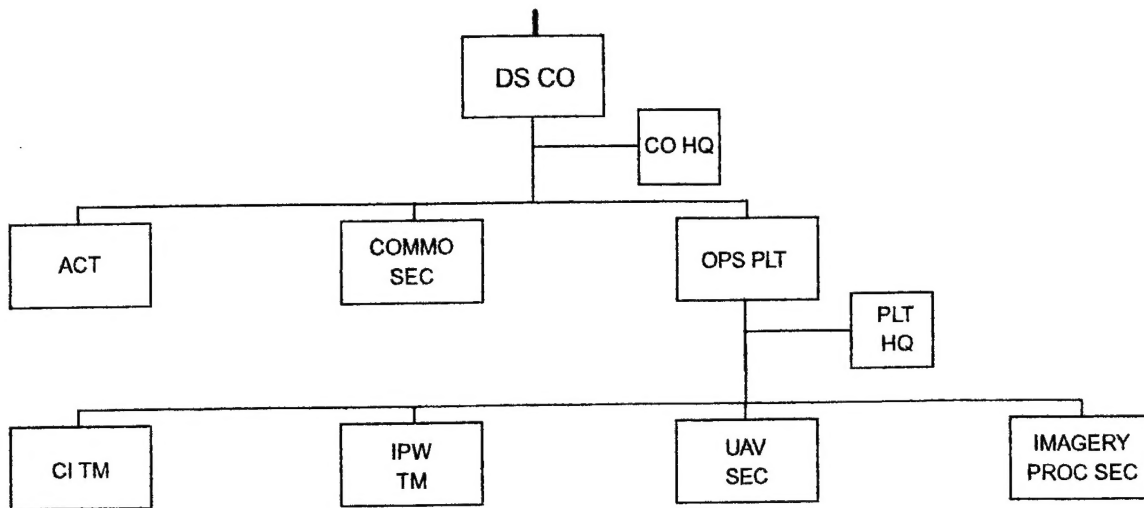 DS CO
CO HQ
ACT
COMMO
SEC
OPS PLT
PLT
HQ
CI TM
IPW
TM
UAV
SEC
IMAGERY
PROC SEC